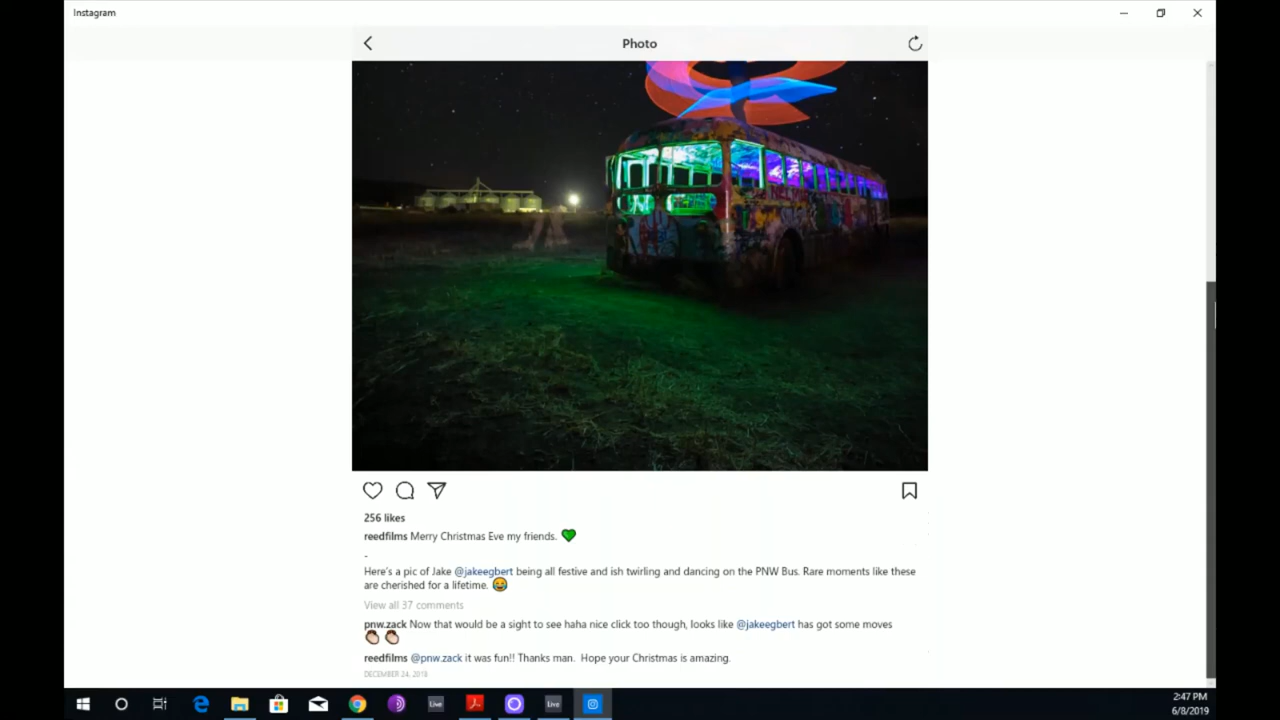 Instagram
Photo
256 likes
reedfilms Merry Christmas Eve my friends. 💚
-
Here's a pic of Jake @jakeegbert being all festive and ish twirling and dancing on the PNW Bus. Rare moments like these
are cherished for a lifetime. 😂
View all 37 comments
pnw.zack Now that would be a sight to see haha nice click too though, looks like @jakeegbert has got some moves
👏🏻 👏🏻
reedfilms @pnw.zack it was fun!! Thanks man. Hope your Christmas is amazing.
DECEMBER 24, 2018
Live
Live
2:47 PM
6/8/2019